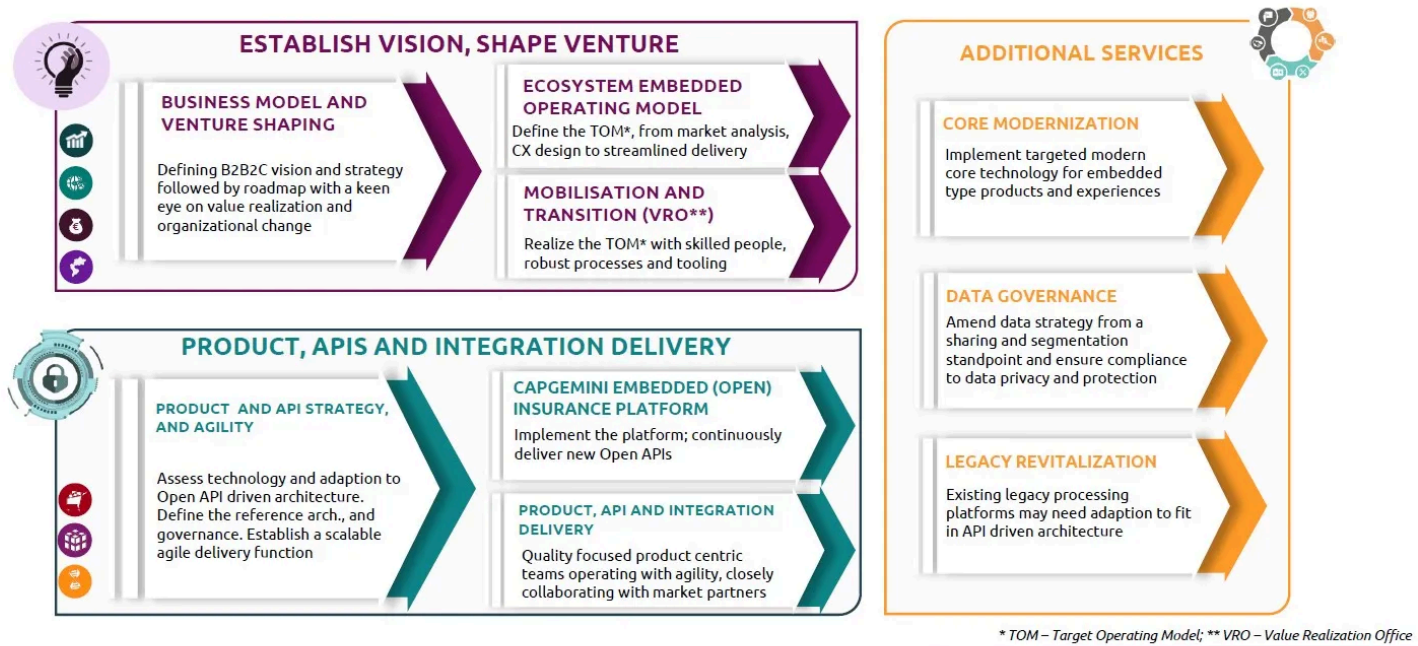 ESTABLISH VISION, SHAPE VENTURE
BUSINESS MODEL AND
VENTURE SHAPING
Defining B2B2C vision and strategy
followed by roadmap with a keen
eye on value realization and
organizational change
ECOSYSTEM EMBEDDED
OPERATING MODEL
Define the TOM*, from market analysis,
CX design to streamlined delivery
MOBILISATION AND
TRANSITION (VRO**)
Realize the TOM* with skilled people,
robust processes and tooling
PRODUCT, APIS AND INTEGRATION DELIVERY
PRODUCT AND API STRATEGY,
AND AGILITY
Assess technology and adaption to
Open API driven architecture.
Define the reference arch., and
governance. Establish a scalable
agile delivery function
CAPGEMINI EMBEDDED (OPEN)
INSURANCE PLATFORM
Implement the platform; continuously
deliver new Open APIs
PRODUCT, API AND INTEGRATION
DELIVERY
Quality focused product centric
teams operating with agility, closely
collaborating with market partners
ADDITIONAL SERVICES
CORE MODERNIZATION
Implement targeted modern
core technology for embedded
type products and experiences
DATA GOVERNANCE
Amend data strategy from a
sharing and segmentation
standpoint and ensure compliance
to data privacy and protection
LEGACY REVITALIZATION
Existing legacy processing
platforms may need adaption to fit
in API driven architecture
* TOM – Target Operating Model; ** VRO – Value Realization Office